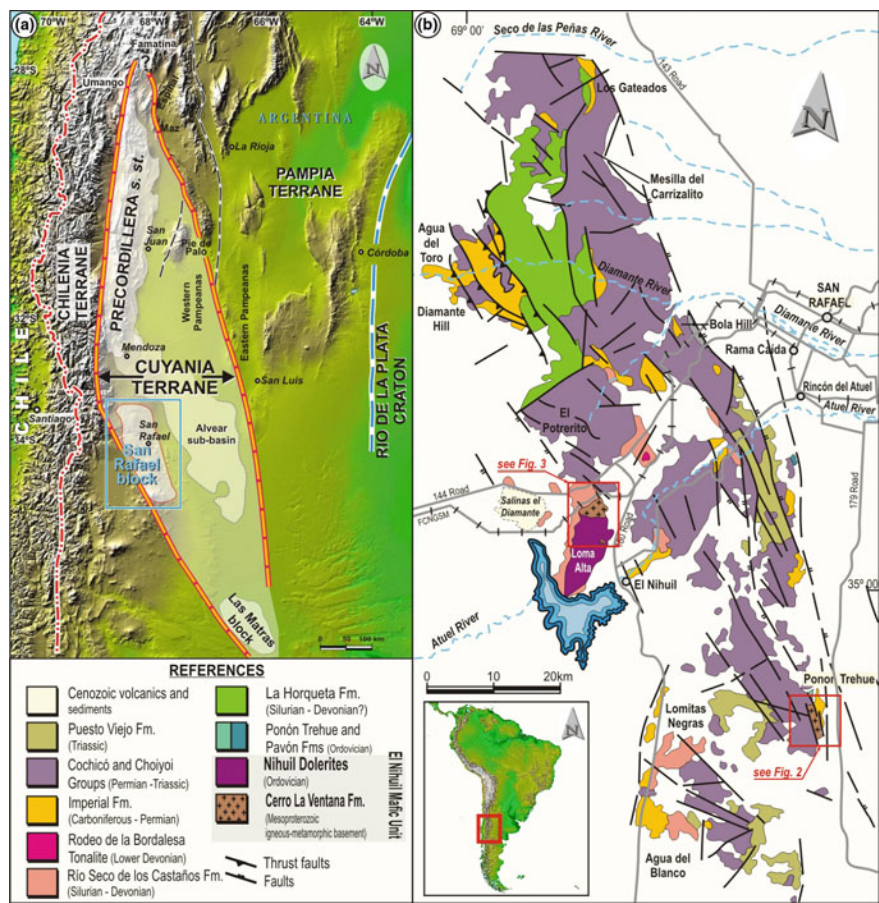 (a)
70°W
68°W
66°W
64°W
Famatina
?
28°S
Umango
N
Maz
ARGENTINA
La Rioja
PAMPIA
TERRANE
PRECORDILLERA s. st.
CHILENIA
TERRANE
San
Juan
Pie de
Palo
Córdoba
Western
Pampeanas
Eastern Pampeanas
32°S
CHILE
Mendoza
CUYANIA
TERRANE
San Luis
RIO DE LA PLATA
CRATON
Santiago
34°S
San
Rafael
San
Rafael
block
Alvear
sub-basin
Las Matras
block
0 50 100 km
(b)
69° 00'
Seco de las Peñas River
143 Road
Los Gateados
N
Mesilla del
Carrizalito
Agua
del
Toro
Diamante River
Diamante
Hill
SAN
RAFAEL
Bola Hill
Diamante River
Rama Caída
Rincón del Atuel
Atuel River
El
Potrerito
see Fig. 3
144 Road
FCNGSM
Salinas el
Diamante
180 Road
179 Road
Loma
Alta
El Nihuil
35° 00'
Atuel River
0 10 20km
Ponon Trehue
Lomitas
Negras
see Fig. 2
N
Agua del
Blanco
REFERENCES
Cenozoic volcanics and
sediments
Puesto Viejo Fm.
(Triassic)
Cochicó and Choiyoi
Groups (Permian -Triassic)
Imperial Fm.
(Carboniferous - Permian)
Rodeo de la Bordalesa
Tonalite (Lower Devonian)
Río Seco de los Castaños Fm.
(Silurian - Devonian)
La Horqueta Fm.
(Silurian - Devonian?)
Ponón Trehue and
Pavón Fms (Ordovician)
Nihuil Dolerites
(Ordovician)
Cerro La Ventana Fm.
(Mesoproterozoic
igneous-metamorphic basement)
El Nihuil Mafic Unit
Thrust faults
Faults